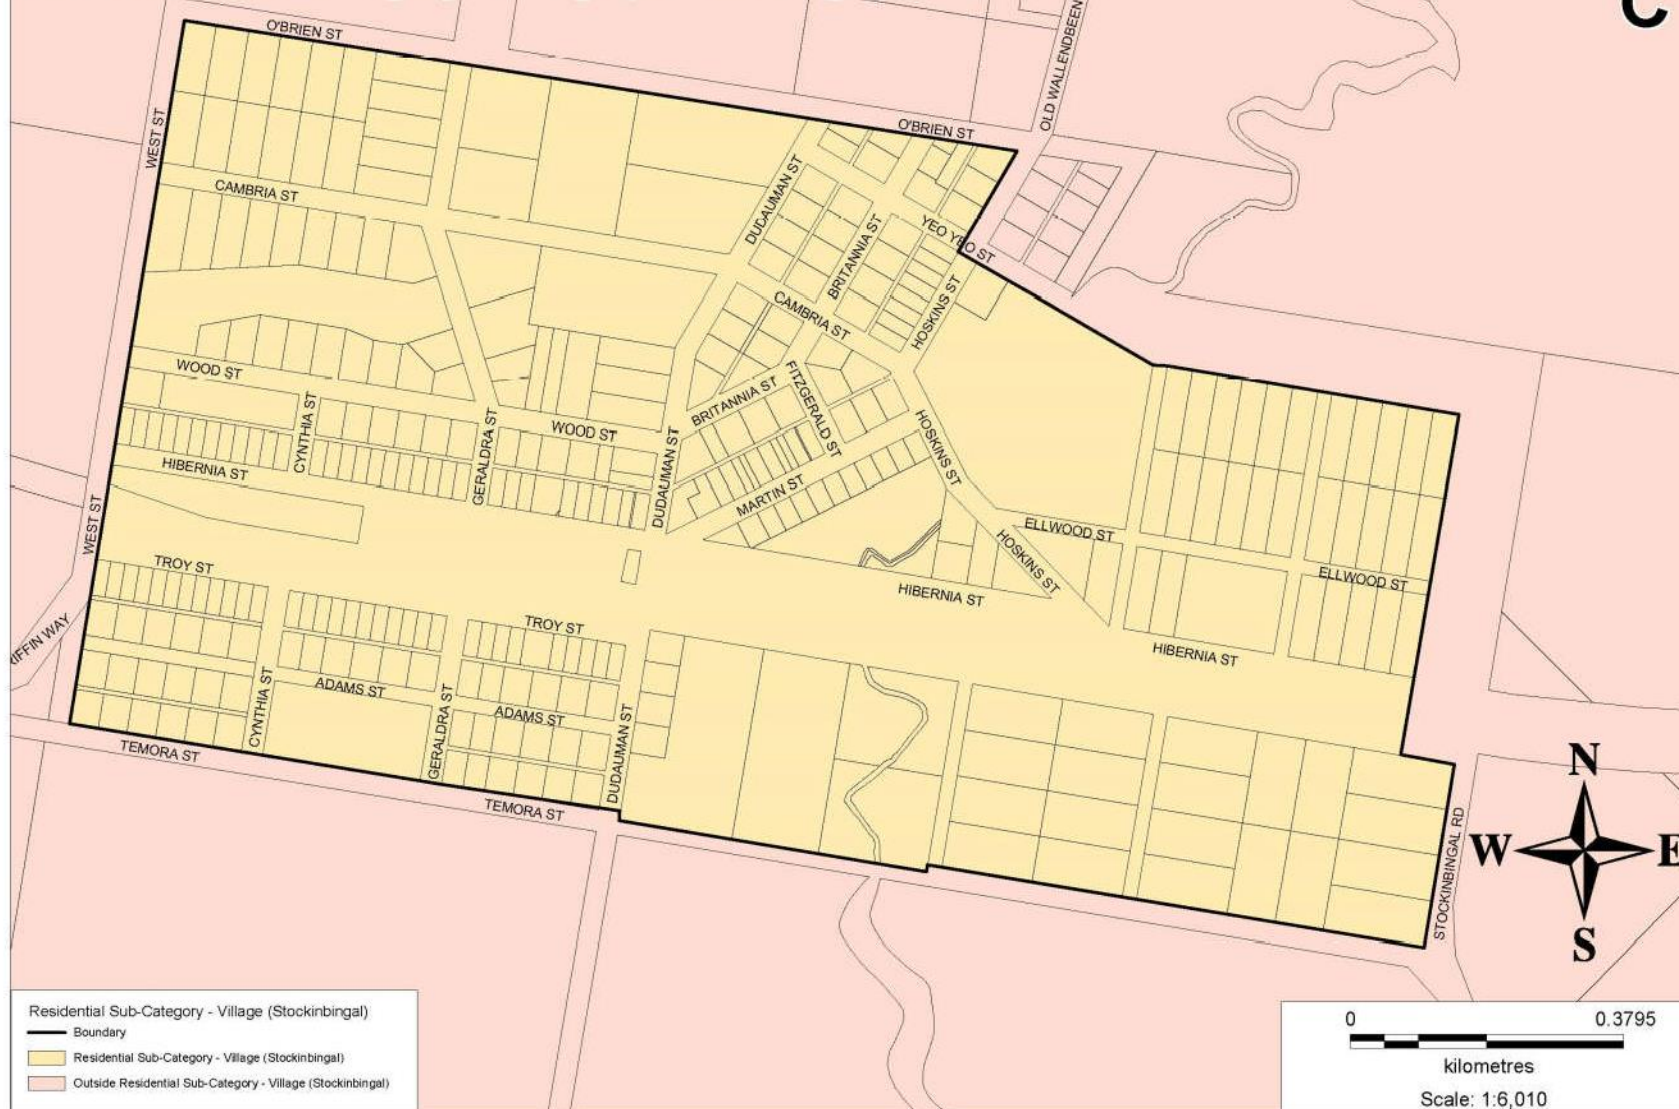 C
O'BRIEN ST
OLD WALLENDBEEN
O'BRIEN ST
WEST ST
CAMBRIA ST
DUDAUMAN ST
YEO YEO ST
BRITANNIA ST
CAMBRIA ST
HOSKINS ST
WOOD ST
FITZGERALD ST
BRITANNIA ST
CYNTHIA ST
GERALDRA ST
WOOD ST
DUDAUMAN ST
HOSKINS ST
HIBERNIA ST
MARTIN ST
WEST ST
ELLWOOD ST
HOSKINS ST
ELLWOOD ST
TROY ST
HIBERNIA ST
TROY ST
IFFIN WAY
HIBERNIA ST
ADAMS ST
CYNTHIA ST
GERALDRA ST
ADAMS ST
DUDAUMAN ST
TEMORA ST
TEMORA ST
STOCKINBINGAL RD
N
W
E
S
Residential Sub-Category - Village (Stockinbingal)
Boundary
Residential Sub-Category - Village (Stockinbingal)
Outside Residential Sub-Category - Village (Stockinbingal)
0 0.3795
kilometres
Scale: 1:6,010